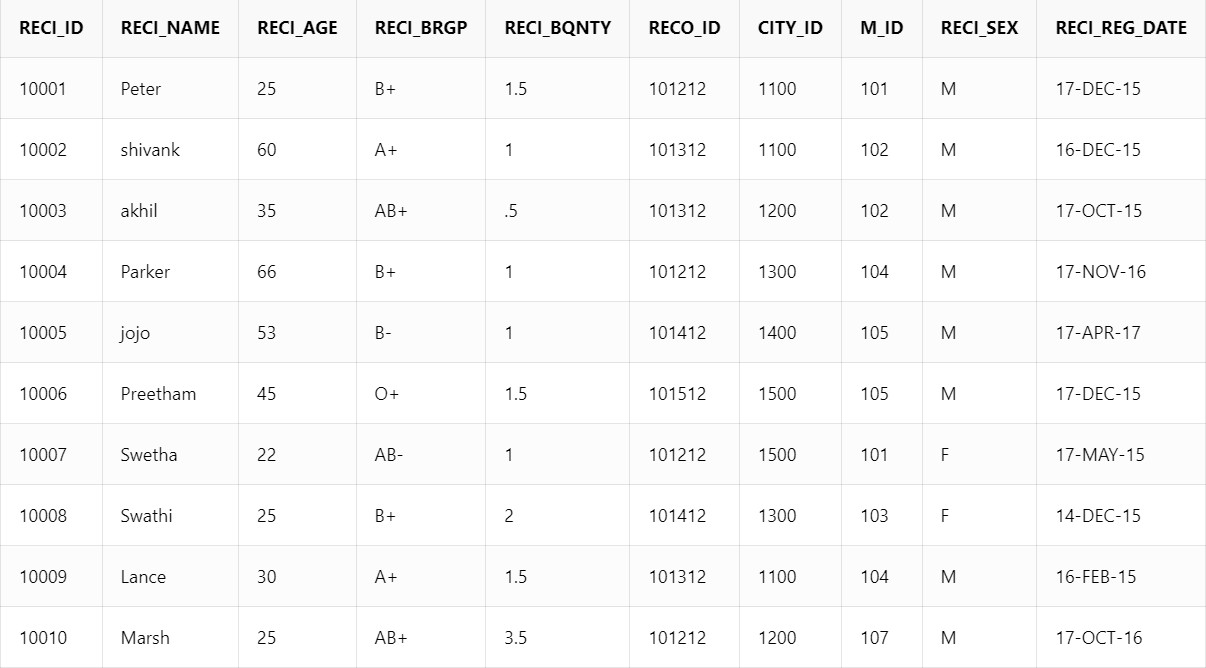 RECI_ID RECI_NAME RECI_AGE RECI_BRGP RECI_BQNTY RECO_ID CITY_ID M_ID RECI_SEX RECI_REG_DATE
10001 Peter 25 B+ 1.5 101212 1100 101 M 17-DEC-15
10002 shivank 60 A+ 1 101312 1100 102 M 16-DEC-15
10003 akhil 35 AB+ .5 101312 1200 102 M 17-OCT-15
10004 Parker 66 B+ 1 101212 1300 104 M 17-NOV-16
10005 jojo 53 B- 1 101412 1400 105 M 17-APR-17
10006 Preetham 45 O+ 1.5 101512 1500 105 M 17-DEC-15
10007 Swetha 22 AB- 1 101212 1500 101 F 17-MAY-15
10008 Swathi 25 B+ 2 101412 1300 103 F 14-DEC-15
10009 Lance 30 A+ 1.5 101312 1100 104 M 16-FEB-15
10010 Marsh 25 AB+ 3.5 101212 1200 107 M 17-OCT-16